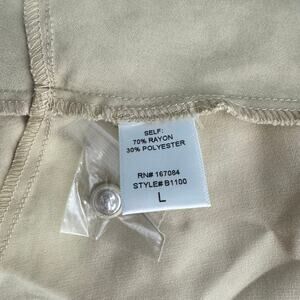 SELF:
70% RAYON
30% POLYESTER
RN# 167084
STYLE# B1100
L